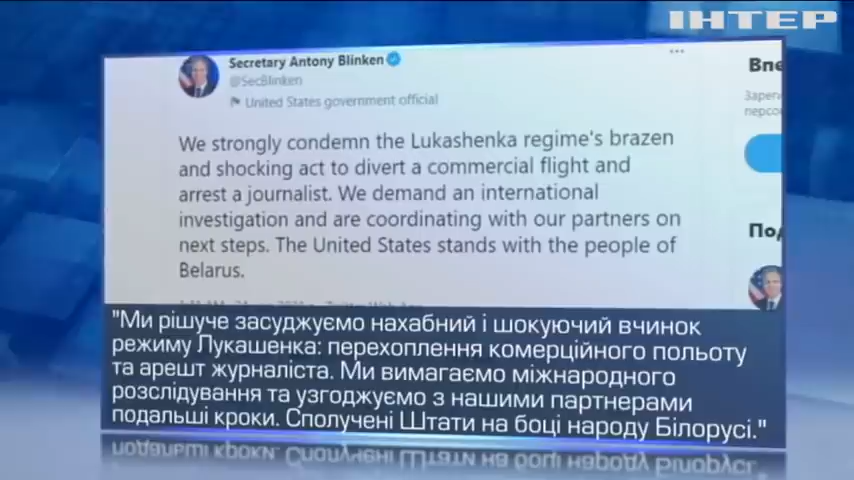 ІНТЕР
Secretary Antony Blinken
@SecBlinken
United States government official
Впе
Зареги
персо
We strongly condemn the Lukashenka regime's brazen
and shocking act to divert a commercial flight and
arrest a journalist. We demand an international
investigation and are coordinating with our partners on
next steps. The United States stands with the people of
Belarus.
Под
"Ми рішуче засуджуємо нахабний і шокуючий вчинок
режиму Лукашенка: перехоплення комерційного польоту
та арешт журналіста. Ми вимагаємо міжнародного
розслідування та узгоджуємо з нашими партнерами
подальші кроки. Сполучені Штати на боці народу Білорусі."